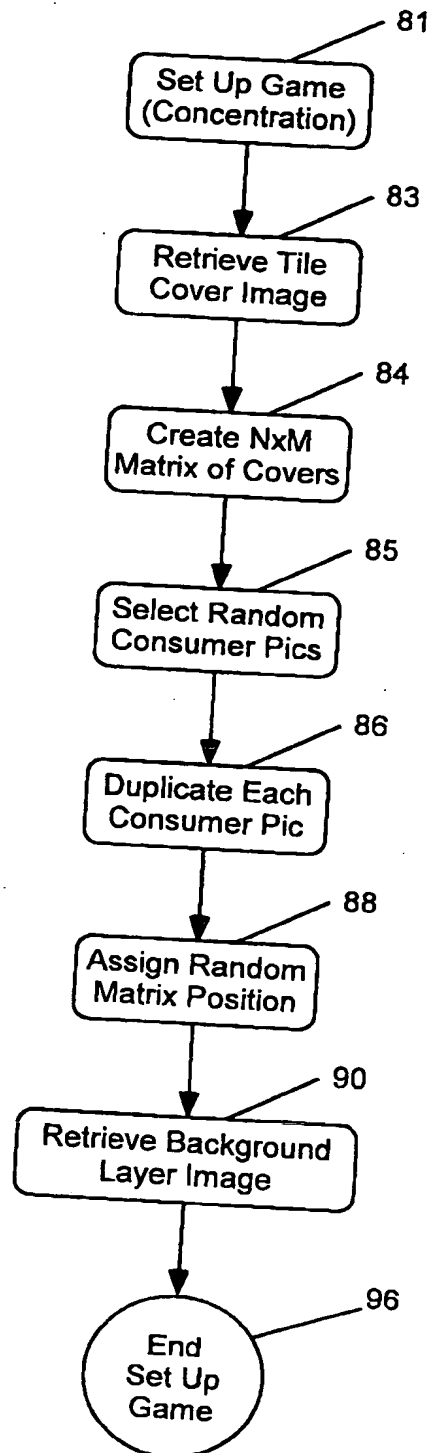 81
Set Up Game
(Concentration)
83
Retrieve Tile
Cover Image
84
Create NxM
Matrix of Covers
85
Select Random
Consumer Pics
86
Duplicate Each
Consumer Pic
88
Assign Random
Matrix Position
90
Retrieve Background
Layer Image
96
End
Set Up
Game